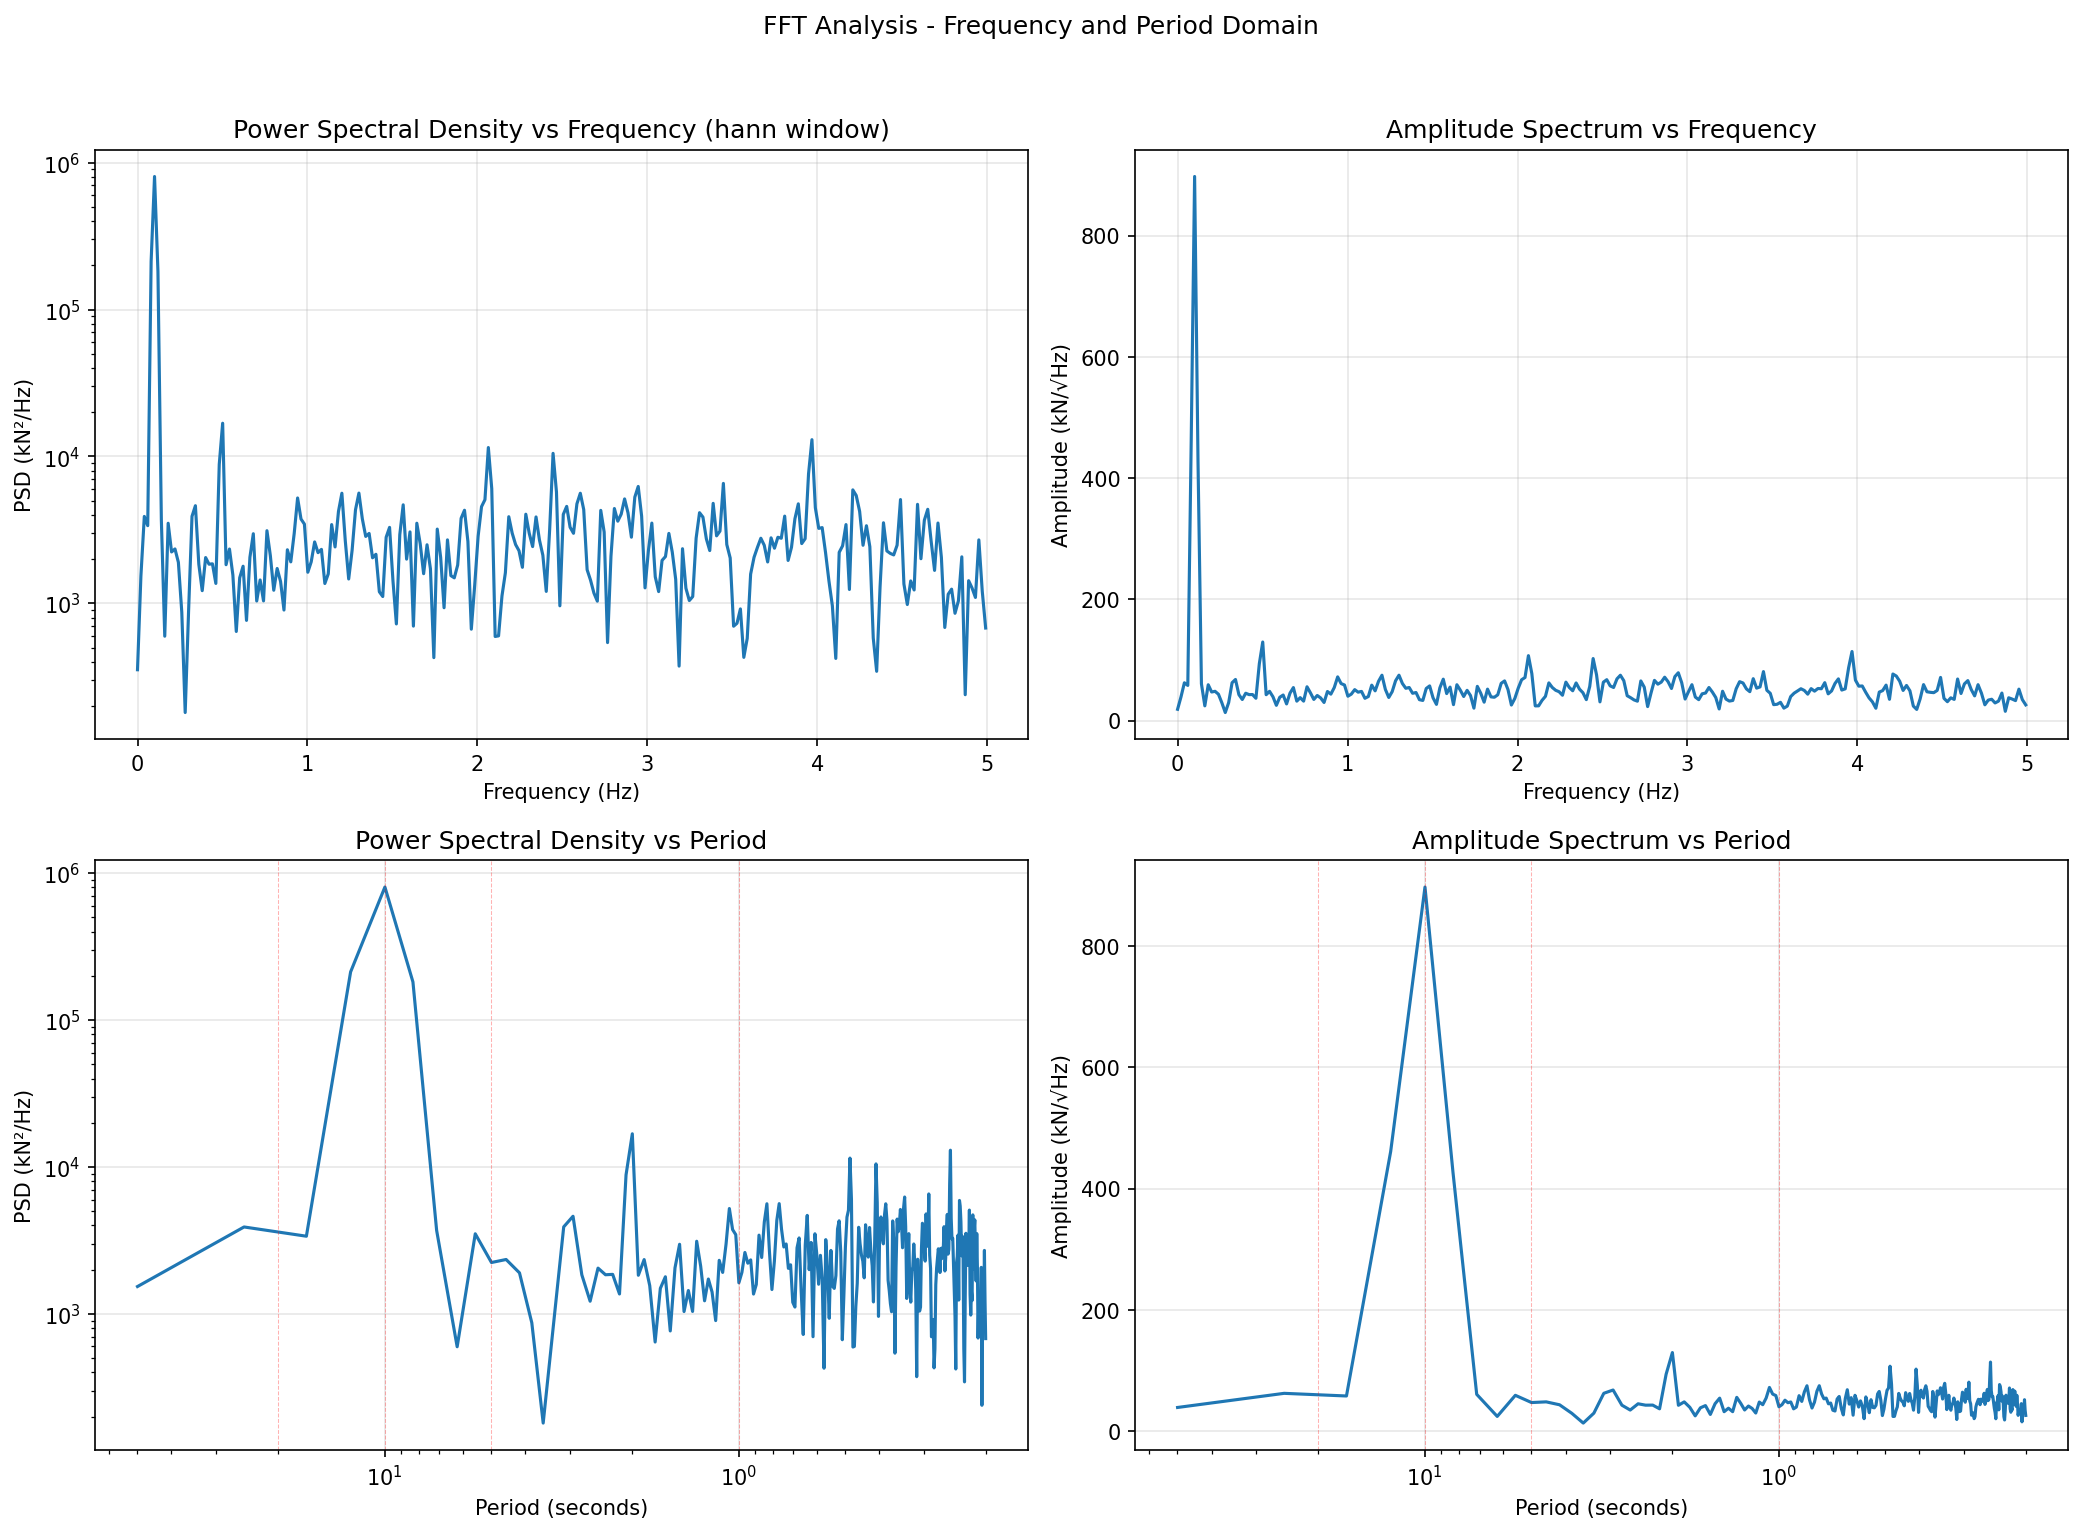 FFT Analysis - Frequency and Period Domain
Power Spectral Density vs Frequency (hann window)
PSD (kN²/Hz)
10⁶
10⁵
10⁴
10³
0 1 2 3 4 5
Frequency (Hz)
Amplitude Spectrum vs Frequency
Amplitude (kN/√Hz)
800
600
400
200
0
0 1 2 3 4 5
Frequency (Hz)
Power Spectral Density vs Period
PSD (kN²/Hz)
10⁶
10⁵
10⁴
10³
10¹ 10⁰
Period (seconds)
Amplitude Spectrum vs Period
Amplitude (kN/√Hz)
800
600
400
200
0
10¹ 10⁰
Period (seconds)